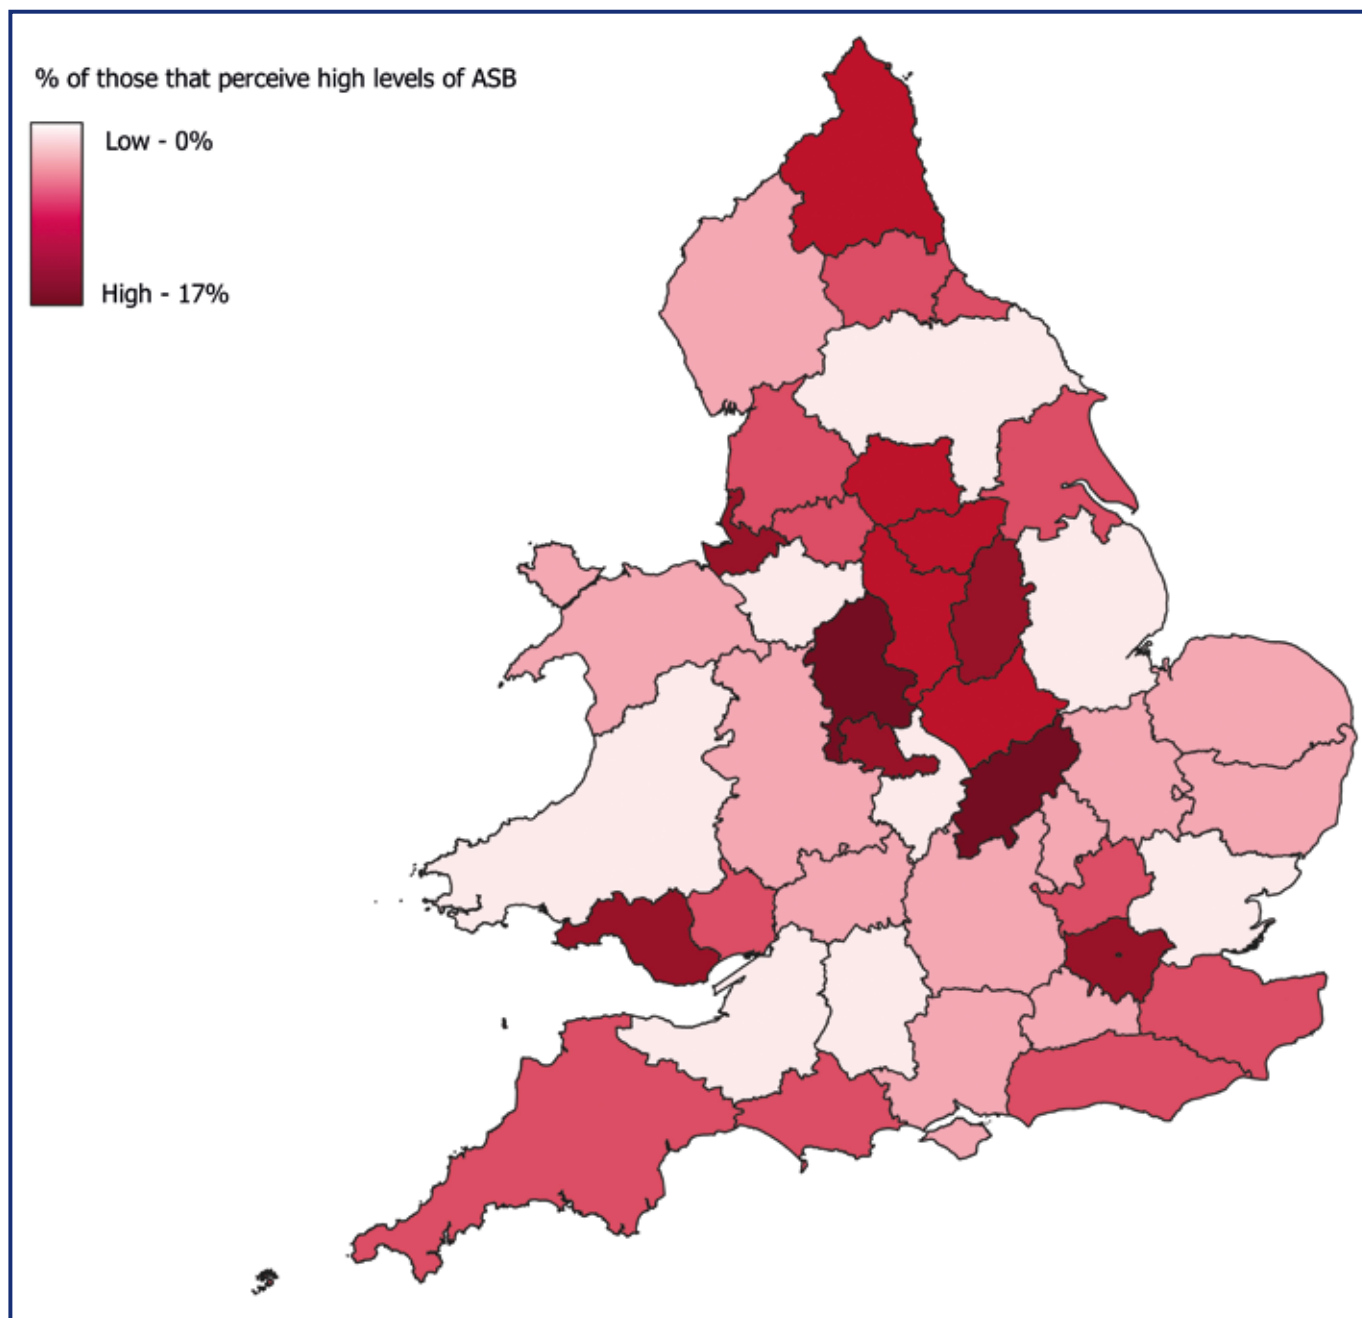 % of those that perceive high levels of ASB
Low - 0%
High - 17%